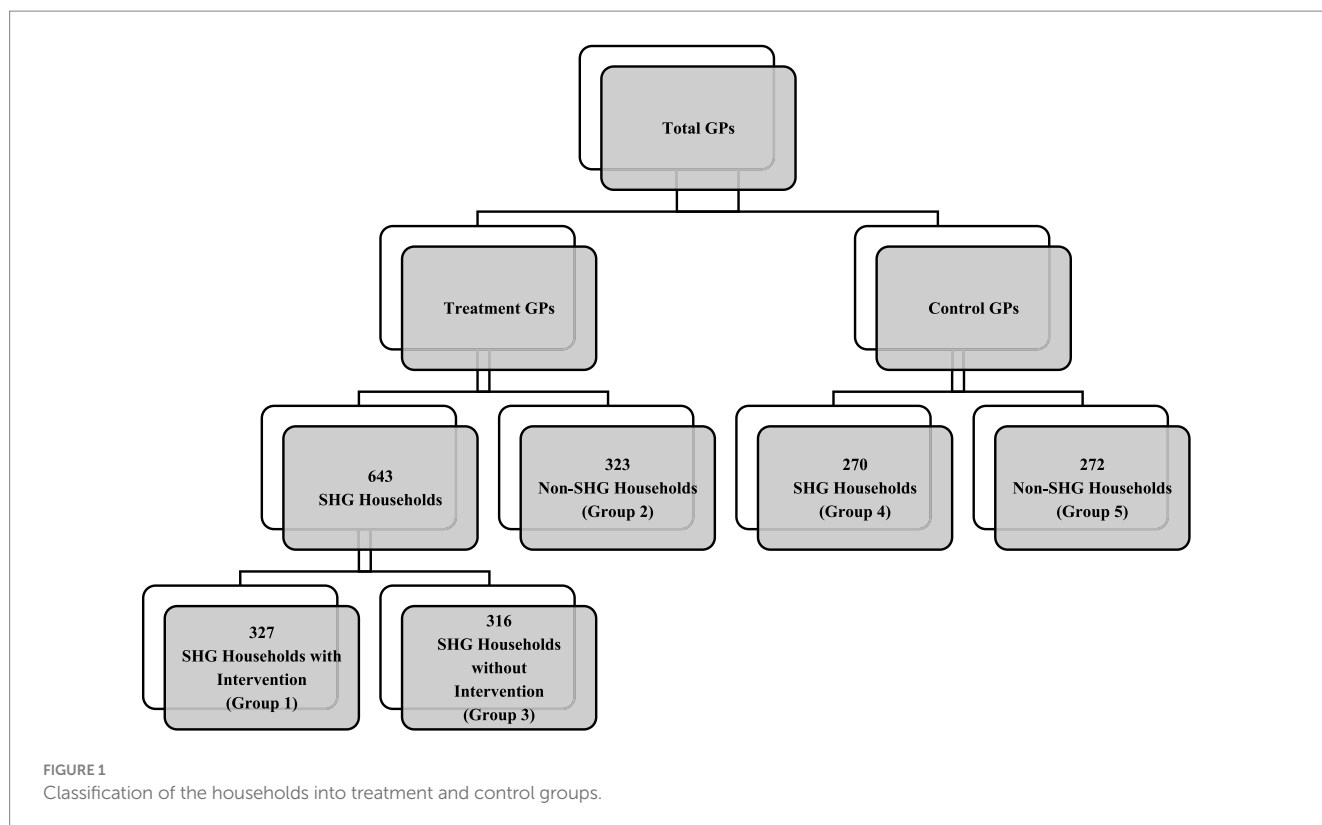 Total GPs
Treatment GPs
Control GPs
643
SHG Households
323
Non-SHG Households
(Group 2)
270
SHG Households
(Group 4)
272
Non-SHG Households
(Group 5)
327
SHG Households with
Intervention
(Group 1)
316
SHG Households
without
Intervention
(Group 3)
FIGURE 1
Classification of the households into treatment and control groups.